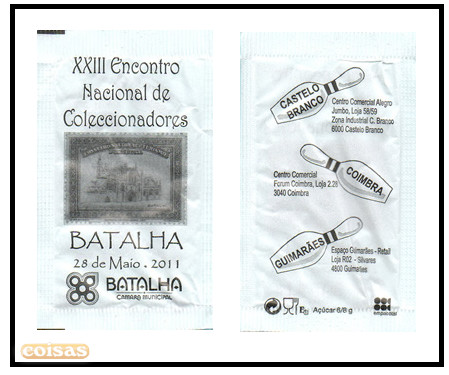 XXIII Encontro
Nacional de
Coleccionadores
BATALHA
28 de Maio . 2011
BATALHA
CÂMARA MUNICIPAL
coisas
CASTELO
BRANCO
Centro Comercial Alegro
Jumbo, Loja 58/59
Zona Industrial C. Branco
6000 Castelo Branco
COIMBRA
Centro Comercial
Forum Coimbra, Loja 2.28
3040 Coimbra
GUIMARÃES
Espaço Guimarães - Retail
Loja R02 - Silvares
4800 Guimarães
Açúcar 6/8 g